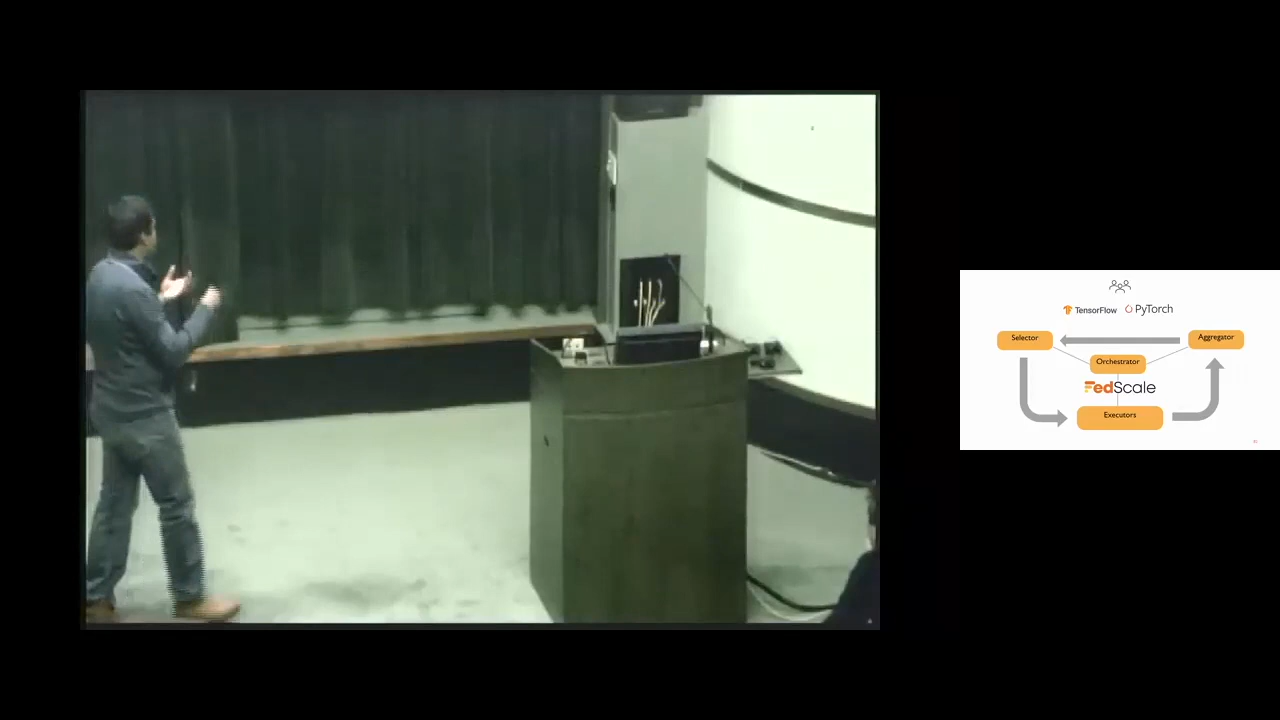 TensorFlow PyTorch
Selector
Aggregator
Orchestrator
FedScale
Executors